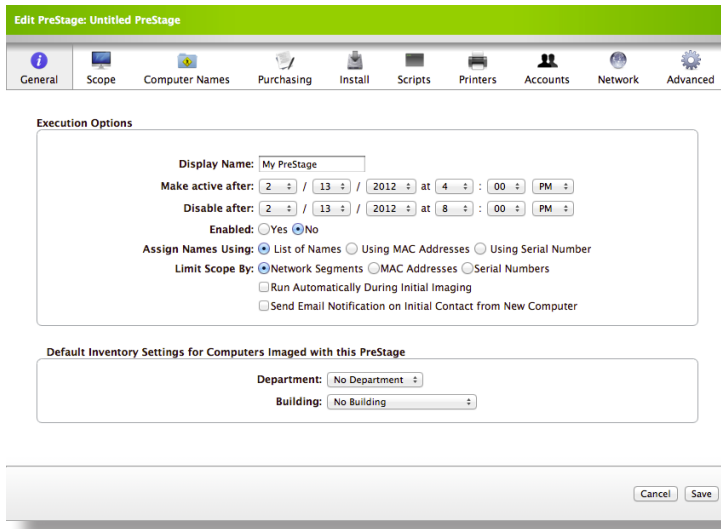 Edit PreStage: Untitled PreStage
General Scope Computer Names Purchasing Install Scripts Printers Accounts Network Advanced
Execution Options
Display Name: My PreStage
Make active after: 2 / 13 / 2012 at 4 : 00 PM
Disable after: 2 / 13 / 2012 at 8 : 00 PM
Enabled: Yes No
Assign Names Using: List of Names Using MAC Addresses Using Serial Number
Limit Scope By: Network Segments MAC Addresses Serial Numbers
Run Automatically During Initial Imaging
Send Email Notification on Initial Contact from New Computer
Default Inventory Settings for Computers Imaged with this PreStage
Department: No Department
Building: No Building
Cancel Save